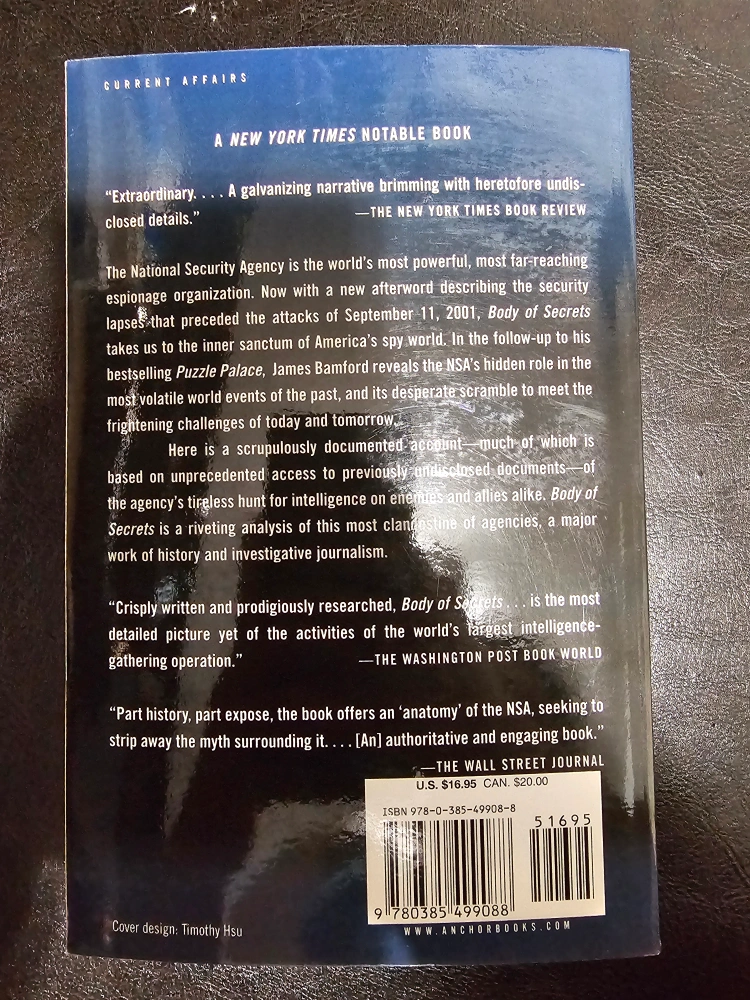 CURRENT AFFAIRS
A NEW YORK TIMES NOTABLE BOOK
“Extraordinary. . . . A galvanizing narrative brimming with heretofore undis-
closed details.” —THE NEW YORK TIMES BOOK REVIEW
The National Security Agency is the world’s most powerful, most far-reaching
espionage organization. Now with a new afterword describing the security
lapses that preceded the attacks of September 11, 2001, Body of Secrets
takes us to the inner sanctum of America’s spy world. In the follow-up to his
bestselling Puzzle Palace, James Bamford reveals the NSA’s hidden role in the
most volatile world events of the past, and its desperate scramble to meet the
frightening challenges of today and tomorrow.
Here is a scrupulously documented account—much of which is
based on unprecedented access to previously undisclosed documents—of
the agency’s tireless hunt for intelligence on enemies and allies alike. Body of
Secrets is a riveting analysis of this most clandestine of agencies, a major
work of history and investigative journalism.
“Crisply written and prodigiously researched, Body of Secrets . . . is the most
detailed picture yet of the activities of the world’s largest intelligence-
gathering operation.” —THE WASHINGTON POST BOOK WORLD
“Part history, part expose, the book offers an ‘anatomy’ of the NSA, seeking to
strip away the myth surrounding it. . . . [An] authoritative and engaging book.”
—THE WALL STREET JOURNAL
U.S. $16.95 CAN. $20.00
ISBN 978-0-385-49908-8
51695
9 780385 499088
Cover design: Timothy Hsu
WWW.ANCHORBOOKS.COM